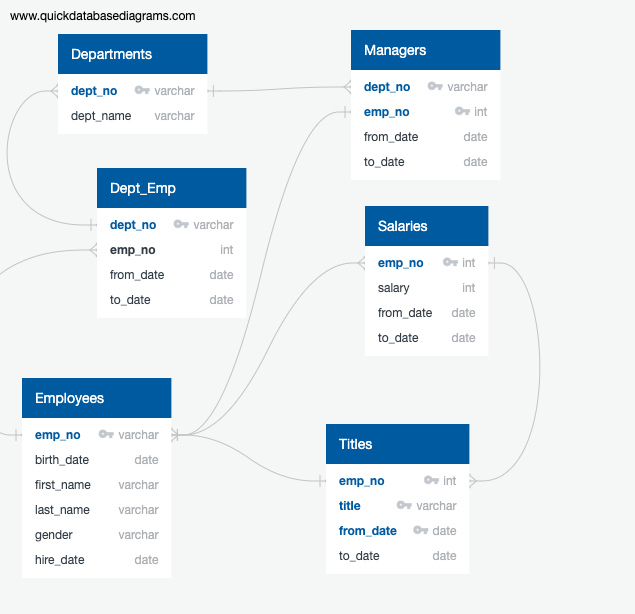 www.quickdatabasediagrams.com
Departments
dept_no varchar
dept_name varchar
Managers
dept_no varchar
emp_no int
from_date date
to_date date
Dept_Emp
dept_no varchar
emp_no int
from_date date
to_date date
Salaries
emp_no int
salary int
from_date date
to_date date
Employees
emp_no varchar
birth_date date
first_name varchar
last_name varchar
gender varchar
hire_date date
Titles
emp_no int
title varchar
from_date date
to_date date